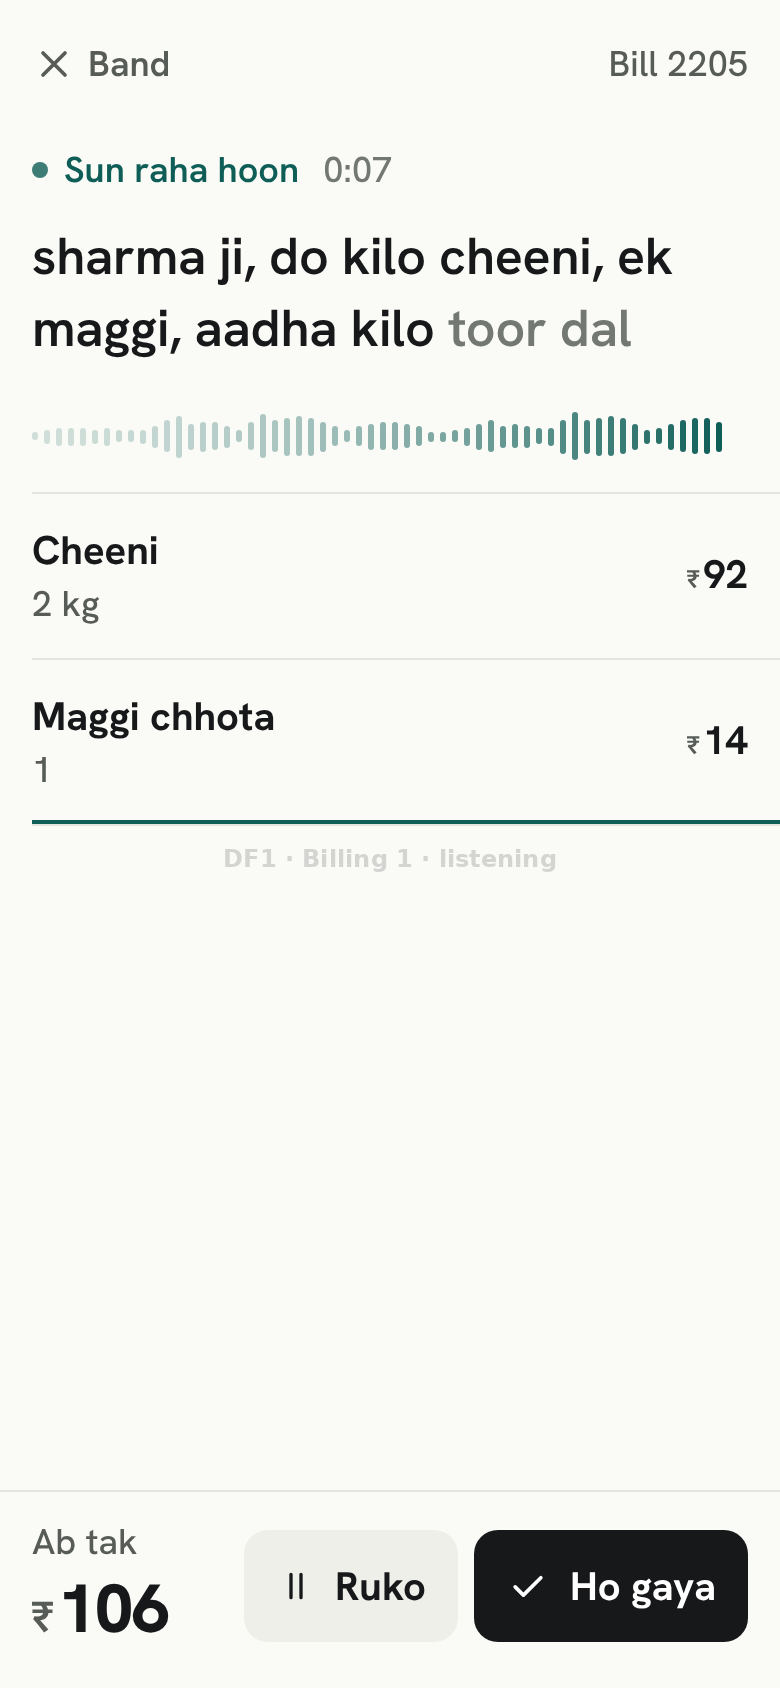 Band
Bill 2205
Sun raha hoon 0:07
sharma ji, do kilo cheeni, ek
maggi, aadha kilo toor dal
Cheeni
2 kg
₹92
Maggi chhota
1
₹14
DF1 · Billing 1 · listening
Ab tak
₹106
Ruko
Ho gaya